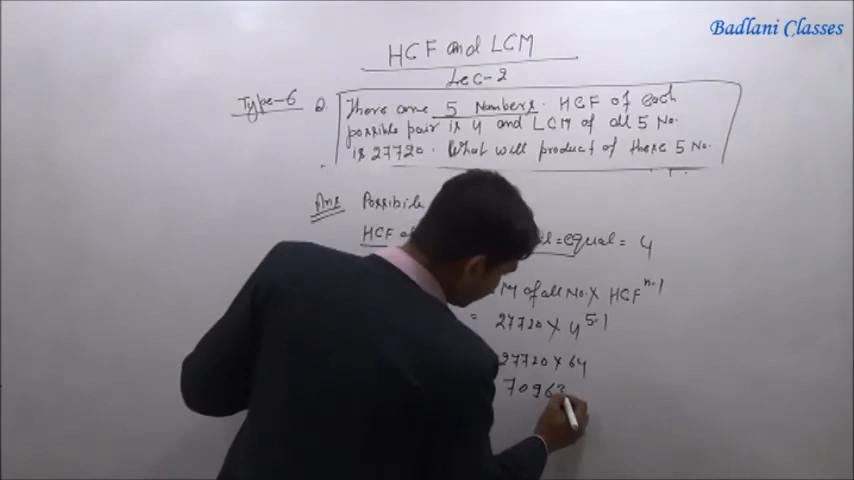 Badlani Classes
HCF and LCM
Lec-2
Type-6 Q. There are 5 Numbers. HCF of each
possible pair is 4 and LCM of all 5 No.
is 27720. What will product of these 5 No.
Ans Possibile
HCF of = equal = 4
M of all No. X HCF^n-1
= 27720 X 4^5-1
27720 X 64
7096